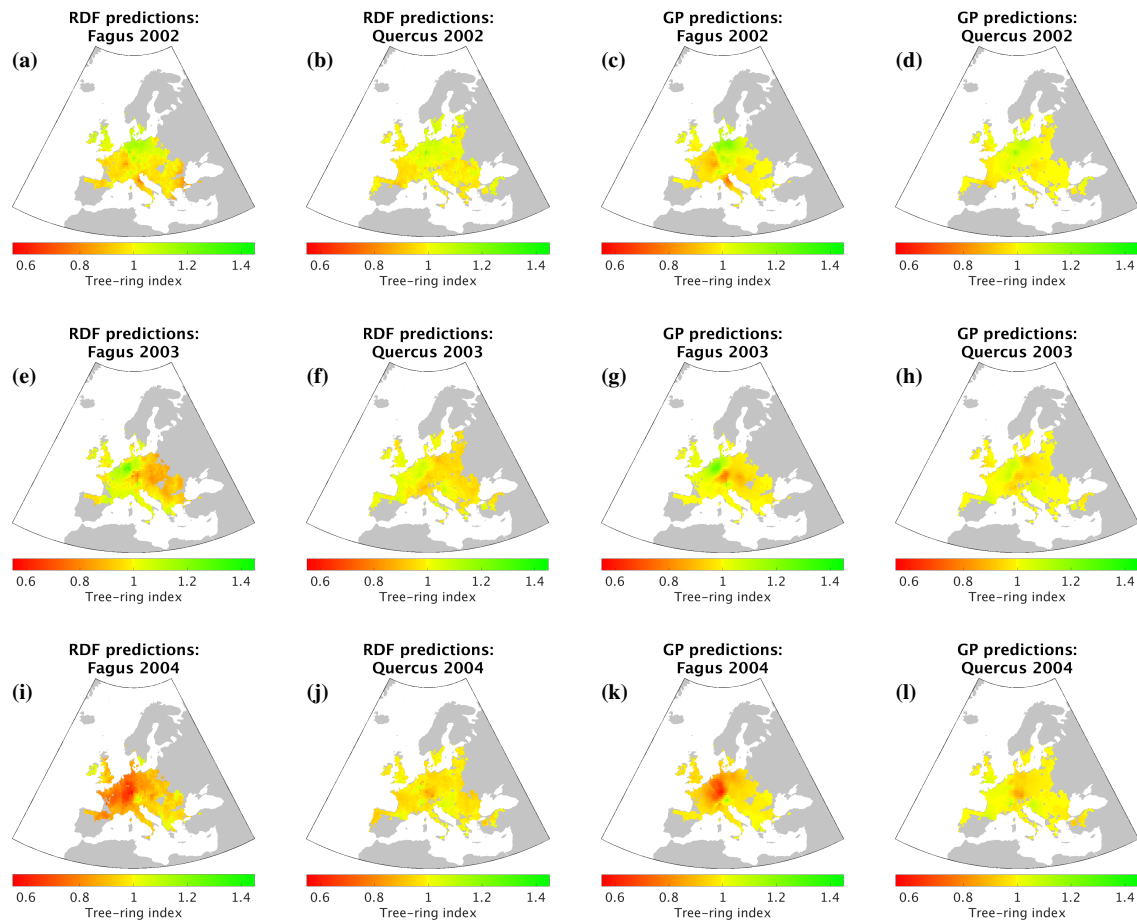 RDF predictions:
Fagus 2002
RDF predictions:
Quercus 2002
GP predictions:
Fagus 2002
GP predictions:
Quercus 2002
(a)
(b)
(c)
(d)
0.6 0.8 1 1.2 1.4
Tree-ring index
0.6 0.8 1 1.2 1.4
Tree-ring index
0.6 0.8 1 1.2 1.4
Tree-ring index
0.6 0.8 1 1.2 1.4
Tree-ring index
RDF predictions:
Fagus 2003
RDF predictions:
Quercus 2003
GP predictions:
Fagus 2003
GP predictions:
Quercus 2003
(e)
(f)
(g)
(h)
0.6 0.8 1 1.2 1.4
Tree-ring index
0.6 0.8 1 1.2 1.4
Tree-ring index
0.6 0.8 1 1.2 1.4
Tree-ring index
0.6 0.8 1 1.2 1.4
Tree-ring index
RDF predictions:
Fagus 2004
RDF predictions:
Quercus 2004
GP predictions:
Fagus 2004
GP predictions:
Quercus 2004
(i)
(j)
(k)
(l)
0.6 0.8 1 1.2 1.4
Tree-ring index
0.6 0.8 1 1.2 1.4
Tree-ring index
0.6 0.8 1 1.2 1.4
Tree-ring index
0.6 0.8 1 1.2 1.4
Tree-ring index